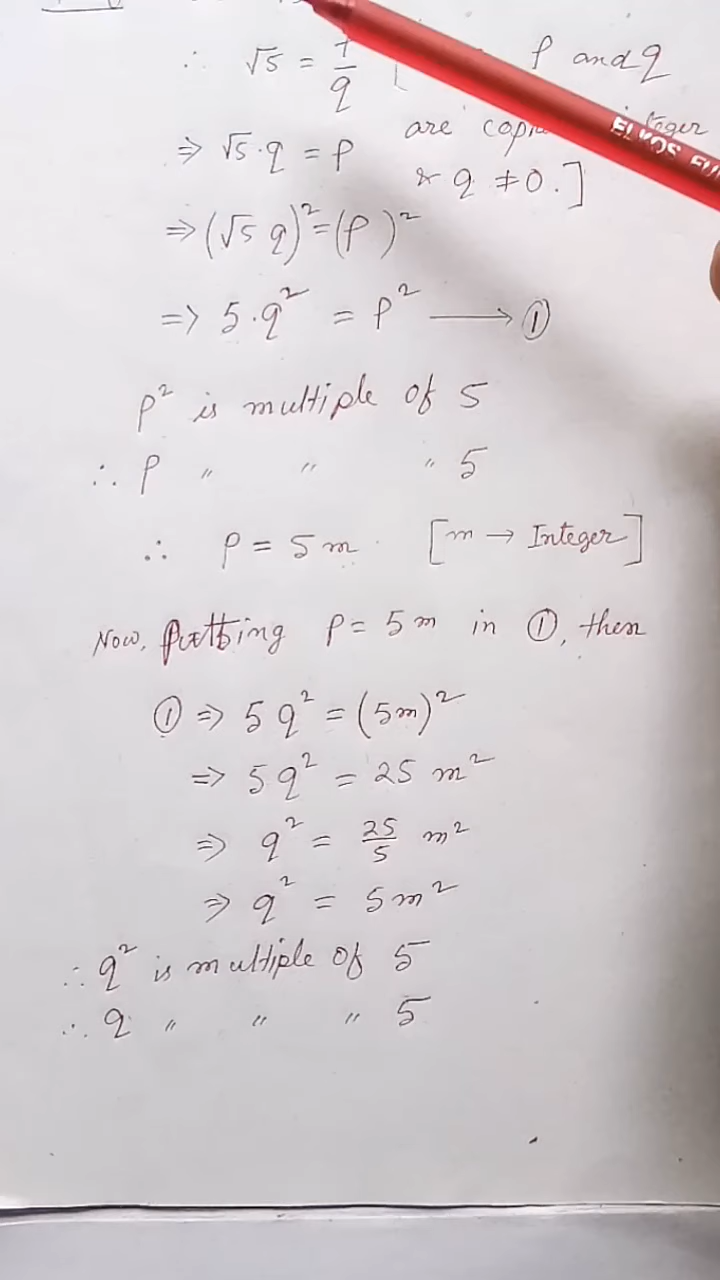 ∴ √5 = p/q [ p and q
are integer
⇒ √5·q = p
& q ≠ 0.]
⇒ (√5 q)² = (p)²
⇒ 5·q² = p² ⟶ ①
p² is multiple of 5
∴ p " " " 5
∴ p = 5m [m → Integer]
Now, putting p = 5m in ①, then
① ⇒ 5q² = (5m)²
⇒ 5q² = 25 m²
⇒ q² = 25/5 m²
⇒ q² = 5m²
∴ q² is multiple of 5
∴ q " " " 5